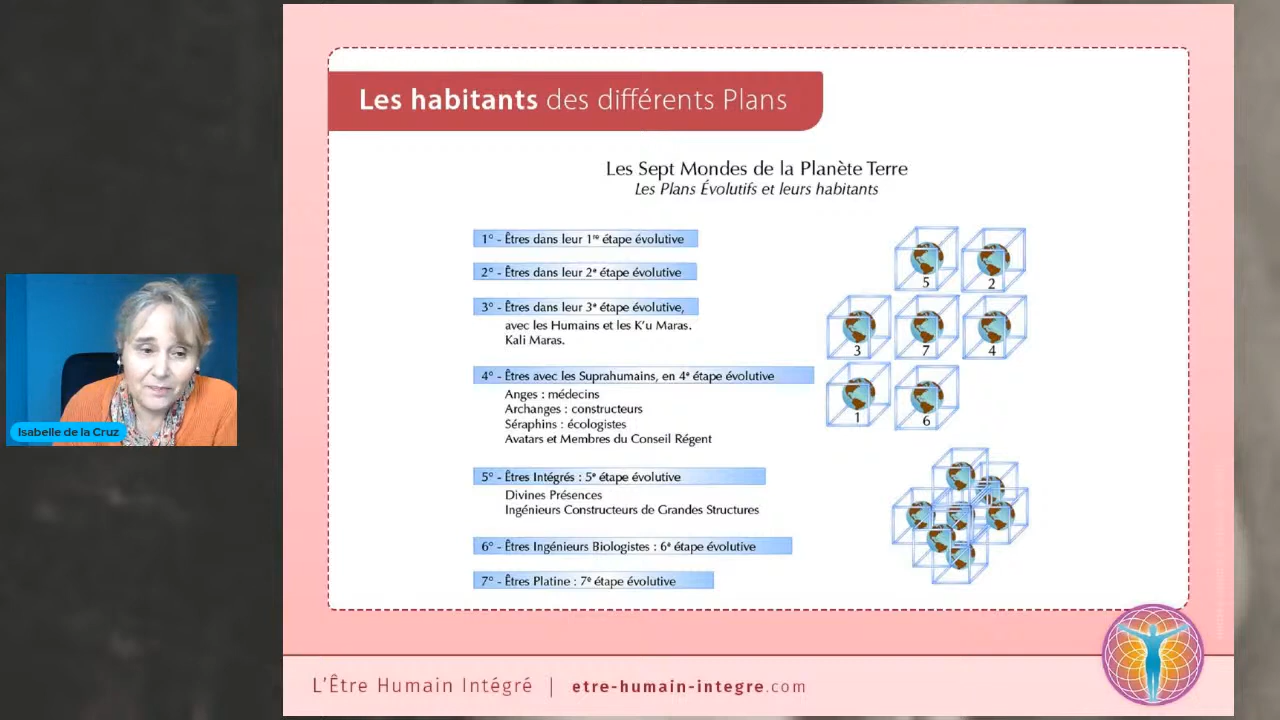 Les habitants des différents Plans
Les Sept Mondes de la Planète Terre
Les Plans Évolutifs et leurs habitants
1° - Êtres dans leur 1re étape évolutive
2° - Êtres dans leur 2e étape évolutive
3° - Êtres dans leur 3e étape évolutive,
avec les Humains et les K'u Maras.
Kali Maras.
4° - Êtres avec les Suprahumains, en 4e étape évolutive
Anges : médecins
Archanges : constructeurs
Séraphins : écologistes
Avatars et Membres du Conseil Régent
5° - Êtres Intégrés : 5e étape évolutive
Divines Présences
Ingénieurs Constructeurs de Grandes Structures
6° - Êtres Ingénieurs Biologistes : 6e étape évolutive
7° - Êtres Platine : 7e étape évolutive
5 2
3 7 4
1 6
Isabelle de la Cruz
L'Être Humain Intégré | etre-humain-integre.com